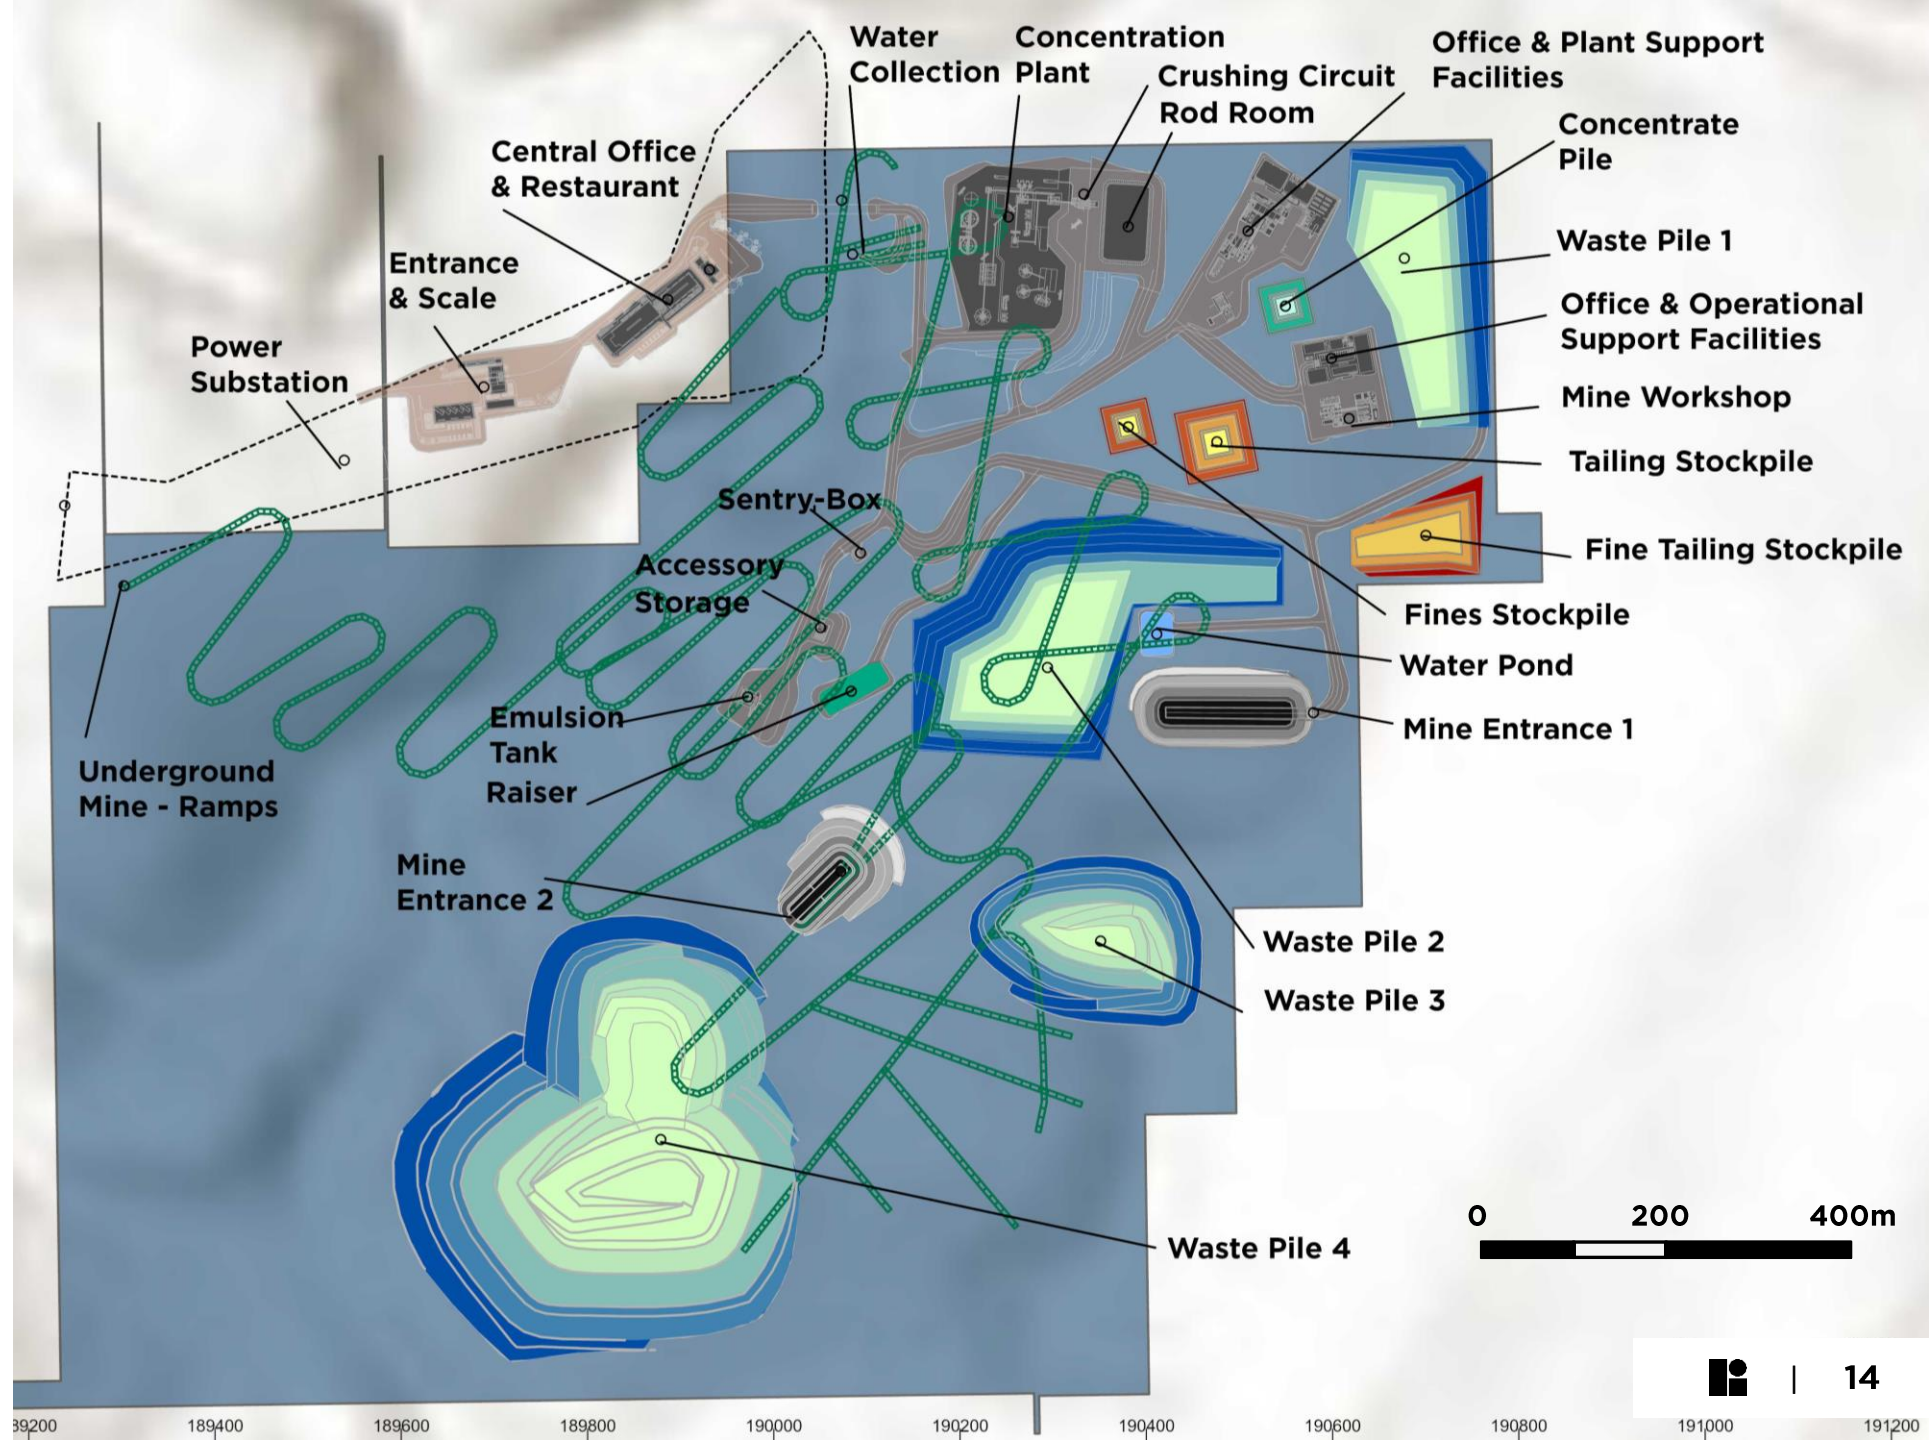 Water
Collection
Concentration
Plant
Crushing Circuit
Rod Room
Office & Plant Support
Facilities
Concentrate
Pile
Central Office
& Restaurant
Waste Pile 1
Entrance
& Scale
Office & Operational
Support Facilities
Power
Substation
Mine Workshop
Tailing Stockpile
Sentry-Box
Fine Tailing Stockpile
Accessory
Storage
Fines Stockpile
Water Pond
Emulsion
Tank
Mine Entrance 1
Raiser
Underground
Mine - Ramps
Mine
Entrance 2
Waste Pile 2
Waste Pile 3
Waste Pile 4
0 200 400m
| 14
39200 189400 189600 189800 190000 190200 190400 190600 190800 191000 191200